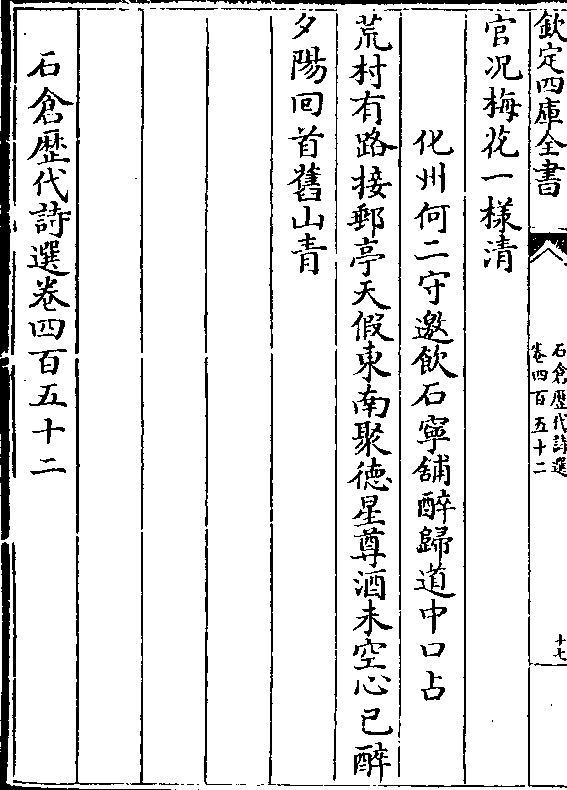 欽定四庫全書
石倉歴代詩選
卷四百五十二
十七
官况梅花一樣清
化州何二守邀飲石寧舖醉歸道中口占
荒村有路接郵亭天假東南聚徳星尊酒未空心已醉
夕陽回首舊山青
石倉歴代詩選卷四百五十二